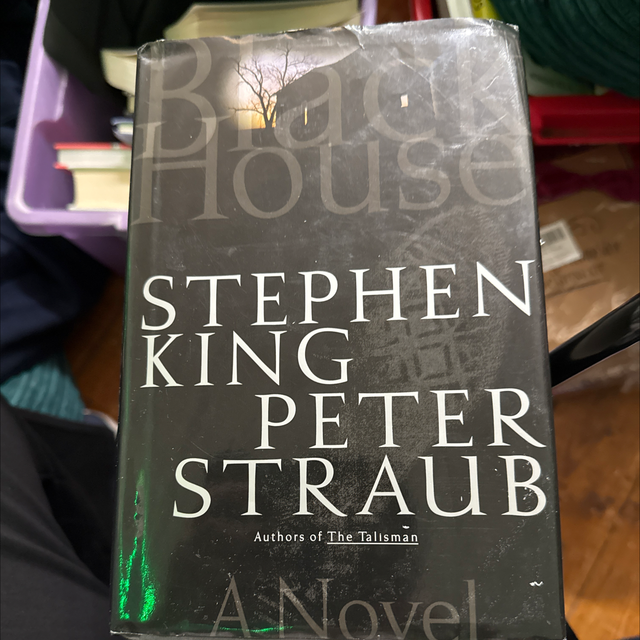 Black
House
STEPHEN
KING
PETER
STRAUB
Authors of The Talisman
A Novel